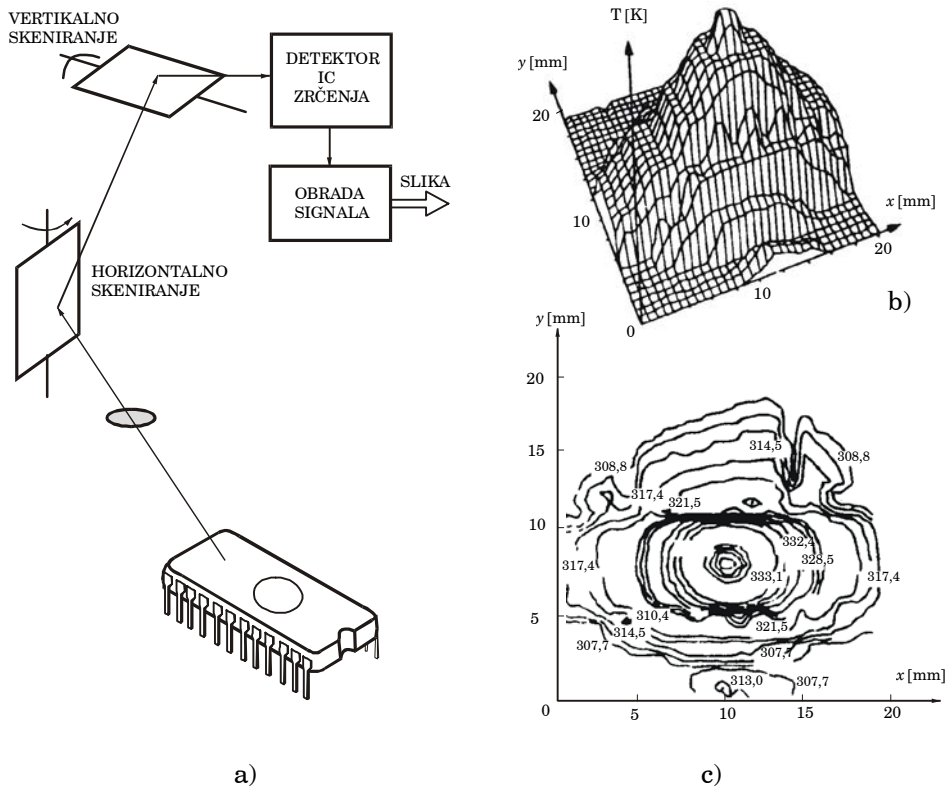 VERTIKALNO
SKENIRANJE
DETEKTOR
IC
ZRČENJA
OBRADA
SIGNALA
SLIKA
HORIZONTALNO
SKENIRANJE
a)
T [K]
y [mm]
20
10
0
10
20
x [mm]
b)
y [mm]
20
15
10
5
0
5
10
15
20
x [mm]
314,5
308,8
308,8
317,4
321,5
332,4
328,5
317,4
333,1
317,4
310,4
314,5
321,5
307,7
307,7
313,0
307,7
c)